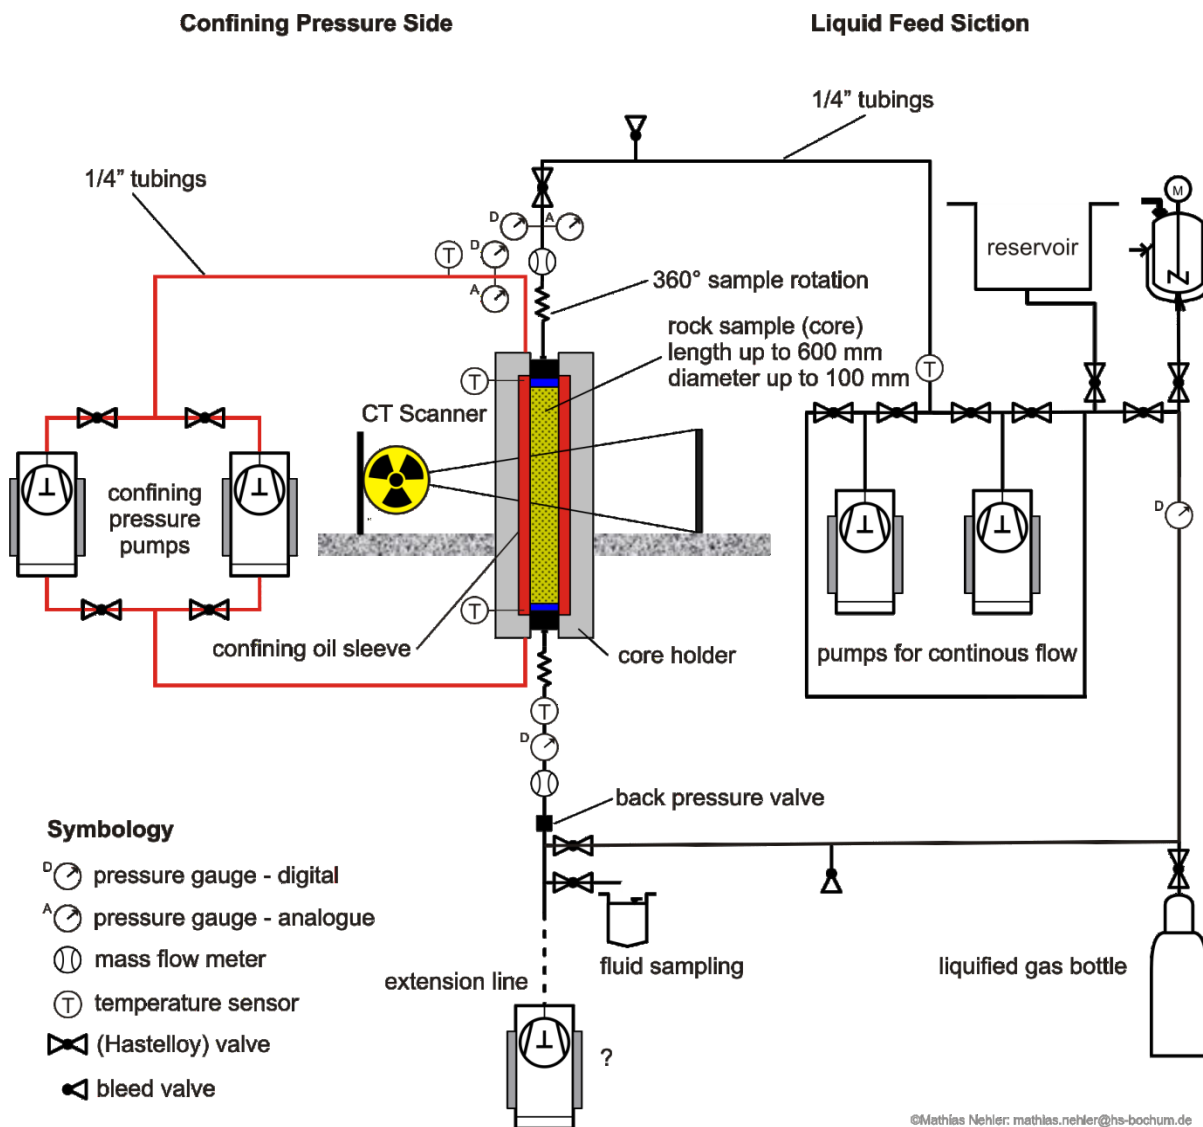 Confining Pressure Side
Liquid Feed Siction
1/4” tubings
1/4” tubings
M
D
A
reservoir
T
D
A
360° sample rotation
rock sample (core)
length up to 600 mm
diameter up to 100 mm
T
T
CT Scanner
confining
pressure
pumps
D
T
confining oil sleeve
core holder
pumps for continous flow
T
D
back pressure valve
Symbology
D pressure gauge - digital
A pressure gauge - analogue
mass flow meter
T temperature sensor
(Hastelloy) valve
bleed valve
fluid sampling
liquified gas bottle
extension line
?
©Mathias Nehler: mathias.nehler@hs-bochum.de